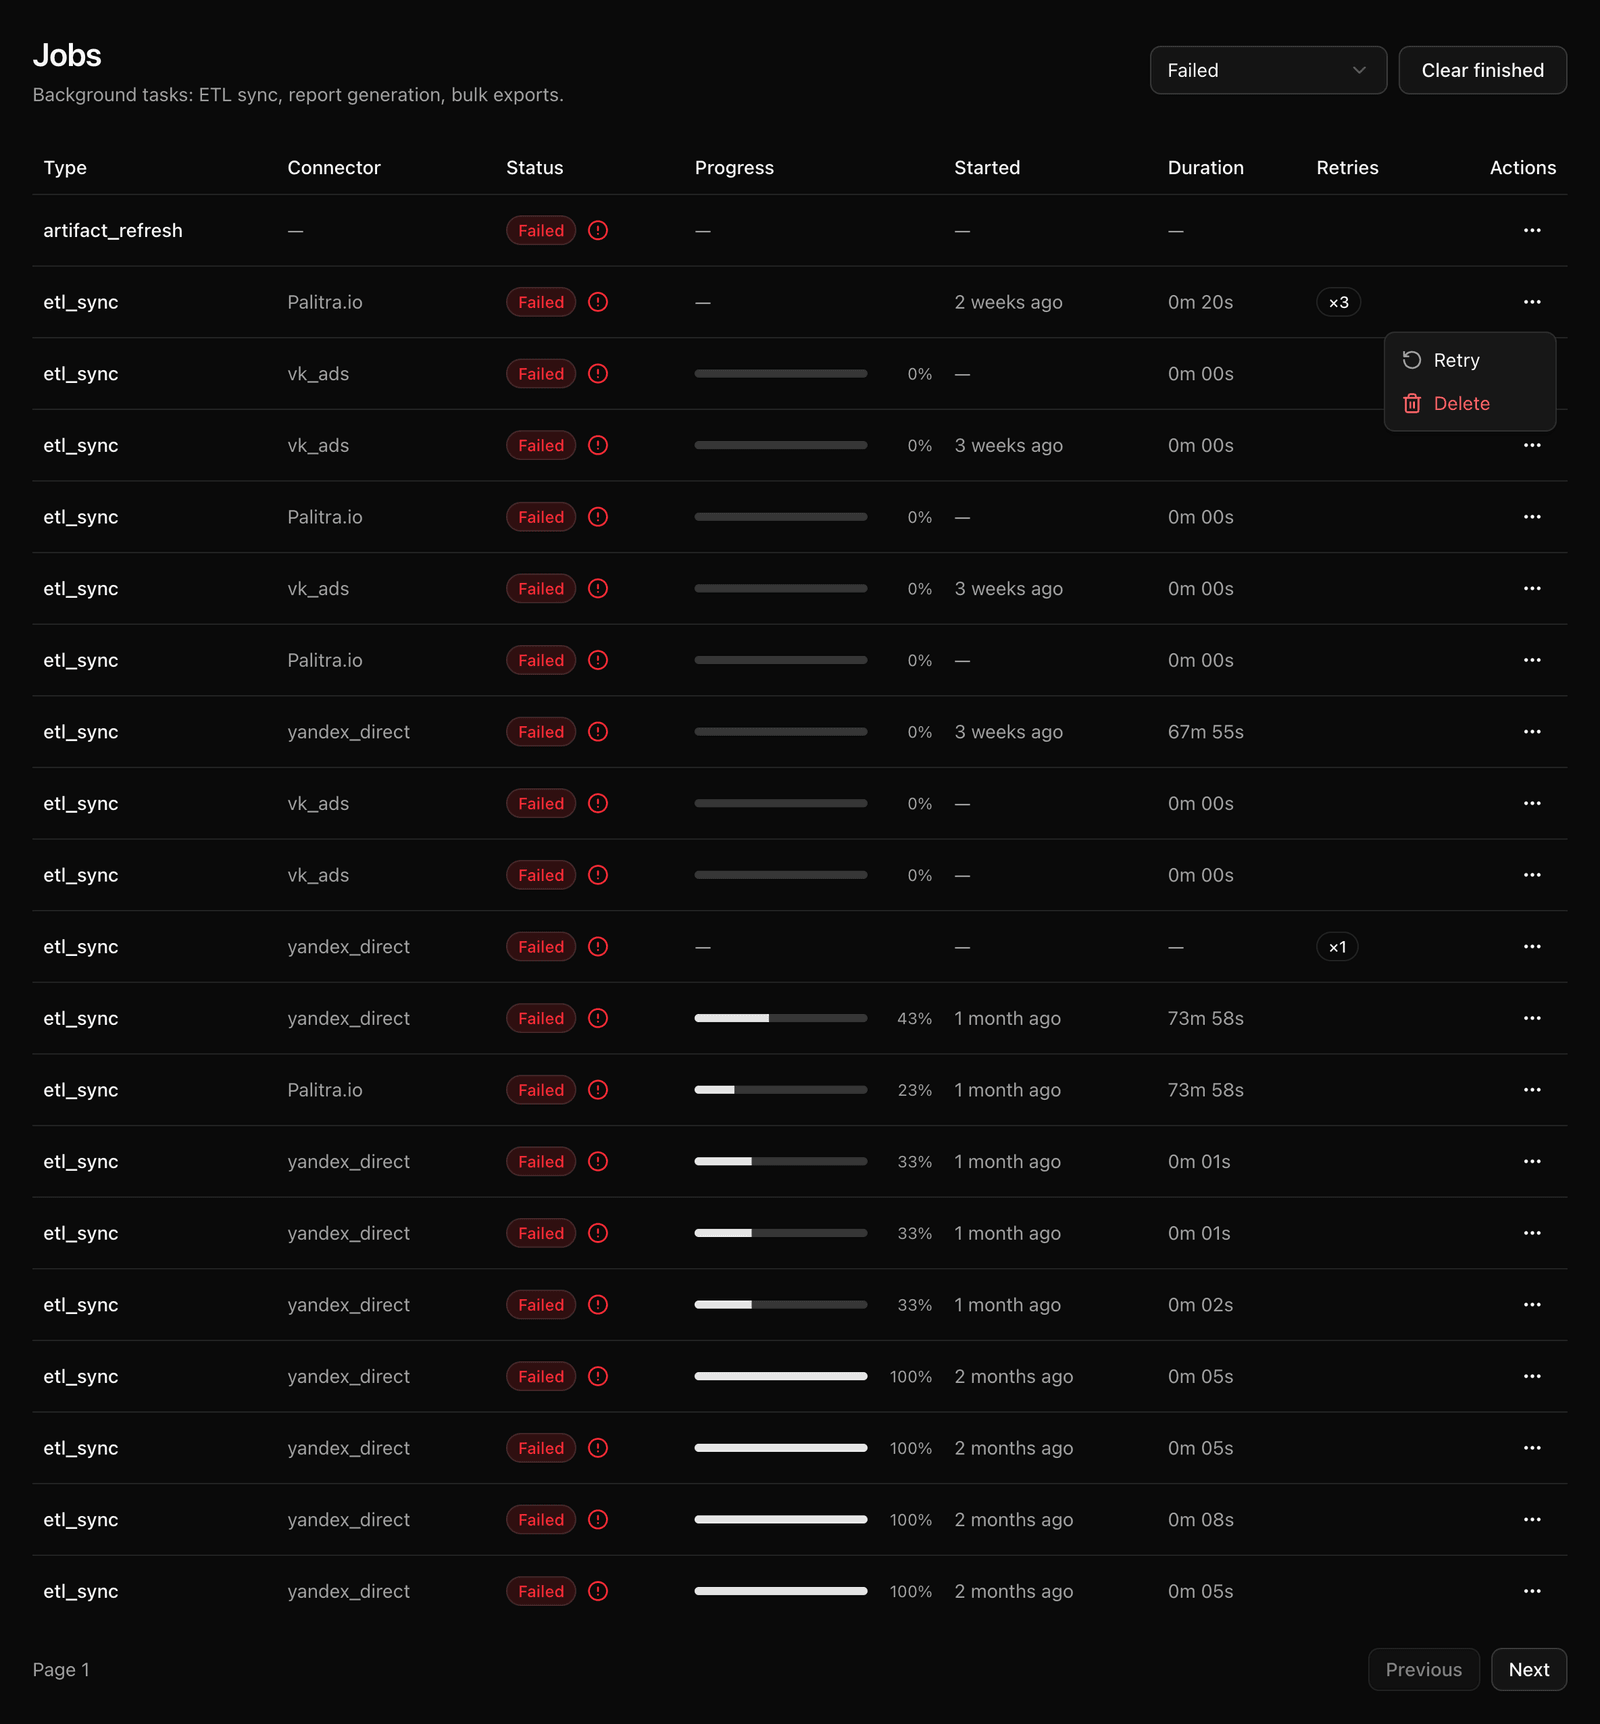 Jobs
Background tasks: ETL sync, report generation, bulk exports.
Failed
Clear finished
Type Connector Status Progress Started Duration Retries Actions
artifact_refresh — Failed — — —
etl_sync Palitra.io Failed — 2 weeks ago 0m 20s ×3
Retry
Delete
etl_sync vk_ads Failed 0% — 0m 00s
etl_sync vk_ads Failed 0% 3 weeks ago 0m 00s
etl_sync Palitra.io Failed 0% — 0m 00s
etl_sync vk_ads Failed 0% 3 weeks ago 0m 00s
etl_sync Palitra.io Failed 0% — 0m 00s
etl_sync yandex_direct Failed 0% 3 weeks ago 67m 55s
etl_sync vk_ads Failed 0% — 0m 00s
etl_sync vk_ads Failed 0% — 0m 00s
etl_sync yandex_direct Failed — — — ×1
etl_sync yandex_direct Failed 43% 1 month ago 73m 58s
etl_sync Palitra.io Failed 23% 1 month ago 73m 58s
etl_sync yandex_direct Failed 33% 1 month ago 0m 01s
etl_sync yandex_direct Failed 33% 1 month ago 0m 01s
etl_sync yandex_direct Failed 33% 1 month ago 0m 02s
etl_sync yandex_direct Failed 100% 2 months ago 0m 05s
etl_sync yandex_direct Failed 100% 2 months ago 0m 05s
etl_sync yandex_direct Failed 100% 2 months ago 0m 08s
etl_sync yandex_direct Failed 100% 2 months ago 0m 05s
Page 1
Previous
Next